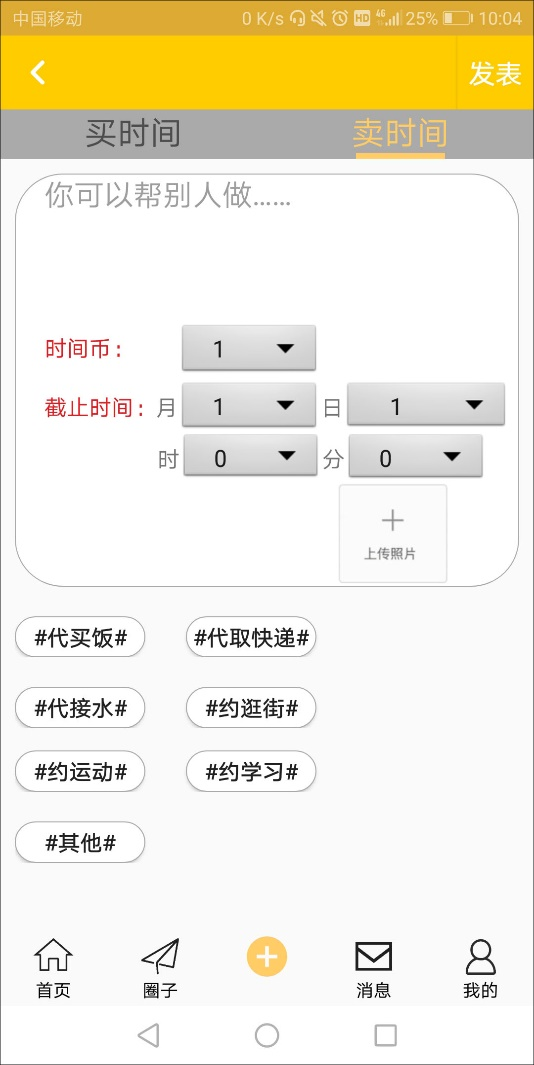 中国移动 0 K/s HD 4G 25% 10:04
发表
买时间 卖时间
你可以帮别人做……
时间币： 1
截止时间： 月 1 日 1
时 0 分 0
上传照片
#代买饭# #代取快递#
#代接水# #约逛街#
#约运动# #约学习#
#其他#
首页 圈子 消息 我的